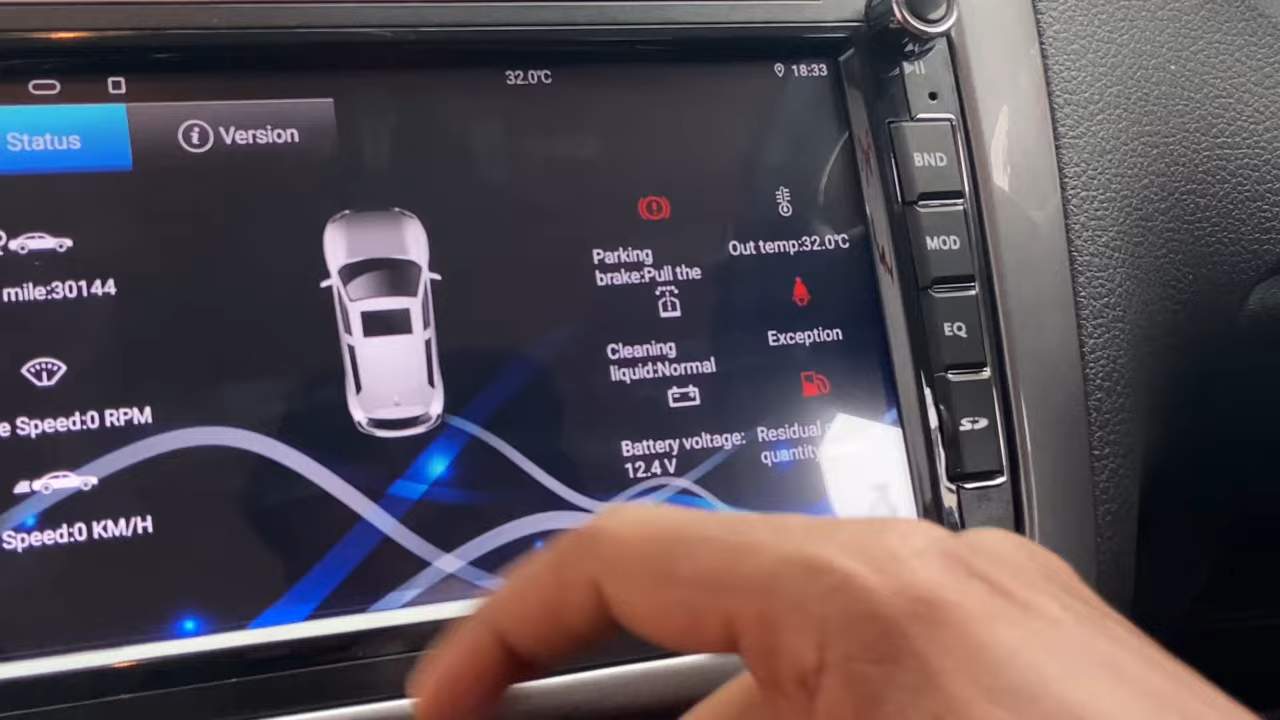 32.0℃
18:33
Status
Version
BND
MOD
EQ
mile:30144
Speed:0 RPM
Speed:0 KM/H
Parking
brake:Pull the
Out temp:32.0℃
Cleaning
liquid:Normal
Exception
Battery voltage:
12.4 V
Residual
quantity